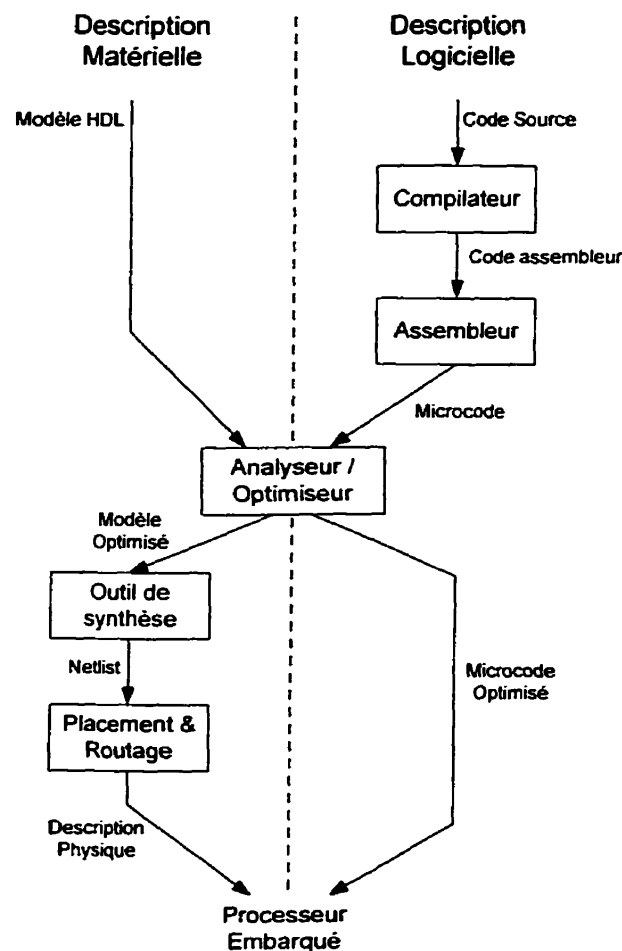 Description
Matérielle
Description
Logicielle
Modèle HDL
Code Source
Compilateur
Code assembleur
Assembleur
Microcode
Analyseur /
Optimiseur
Modèle
Optimisé
Outil de
synthèse
Netlist
Microcode
Optimisé
Placement &
Routage
Description
Physique
Processeur
Embarqué